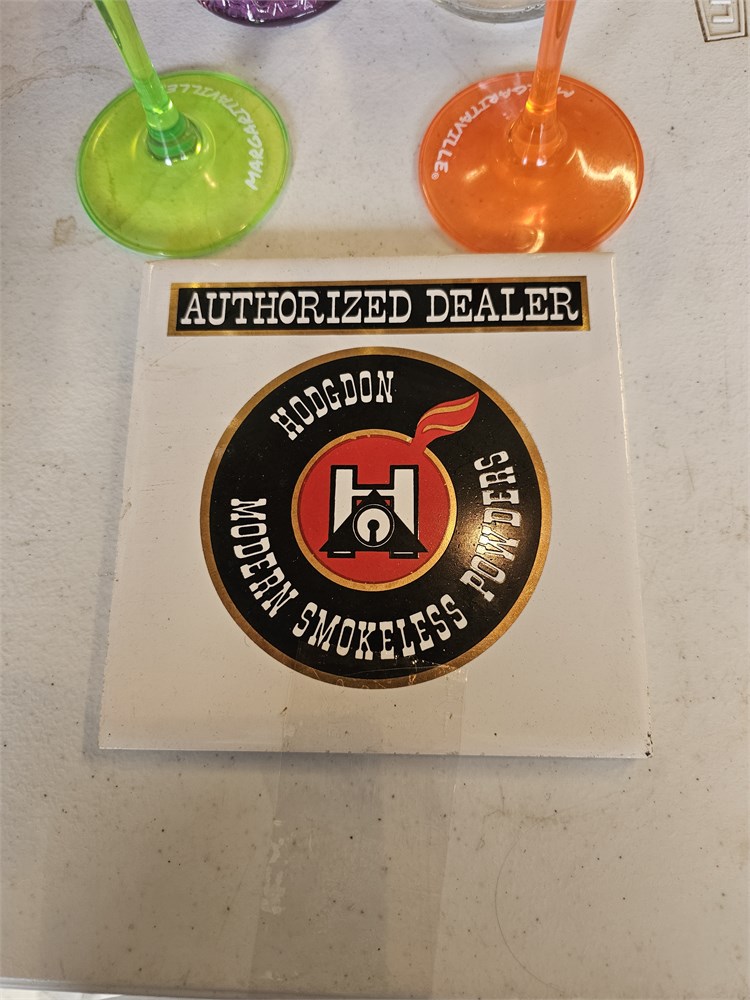 MARGARITAVILLE
MARGARITAVILLE®
AUTHORIZED DEALER
HODGDON
MODERN SMOKELESS POWDERS
H